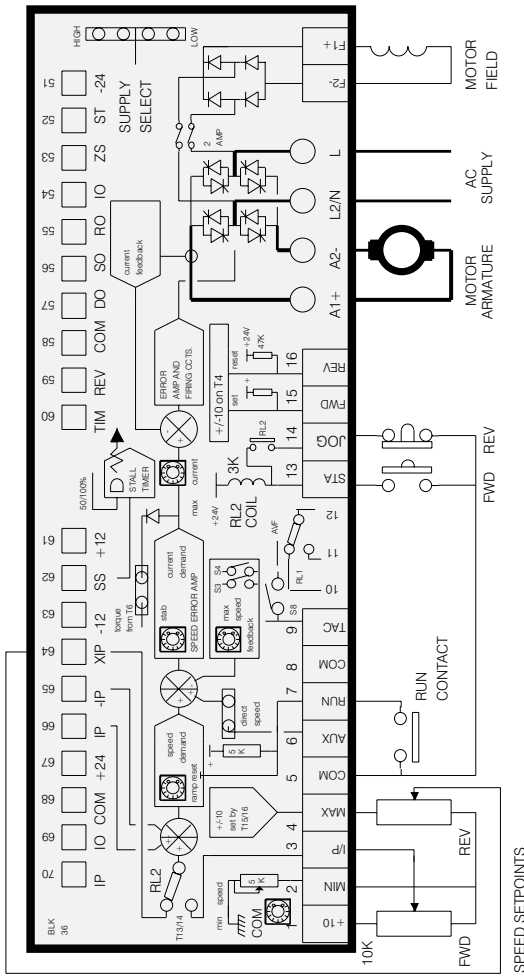 BLK
36
70 69 68 67 66 65 64 63 62 61 60 59 58 57 56 55 54 53 52 51
IP IO COM +24 IP -IP XIP -12 SS +12 TIM REV COM DO SO RO IO ZS ST -24
HIGH
LOW
SUPPLY
SELECT
50/100%
STALL
TIMER
torque
from T6
current
feedback
2
AMP
RL2
T13/14
speed
demand
ramp reset
stab
current
demand
SPEED ERROR AMP
max
current
ERROR
AMP AND
FIRING CCTS.
+
-
+
+
+
+
-
+
min speed
5
K
COM
+/-10
set by
T15/16
+
5
K
direct
speed
max
speed
feedback
S3
S4
S8
AVF
RL1
+24V
3K
RL2
COIL
RL2
+/-10 on T4
set
+
reset
+24V
47K
1 2 3 4 5 6 7 8 9 10 11 12 13 14 15 16
+10 MIN I/P MAX COM AUX RUN COM TAC STA JOG FWD REV A1+ A2- L2/N L F2- F1+
10K
FWD
REV
RUN
CONTACT
FWD
REV
MOTOR
ARMATURE
AC
SUPPLY
MOTOR
FIELD
SPEED SETPOINTS